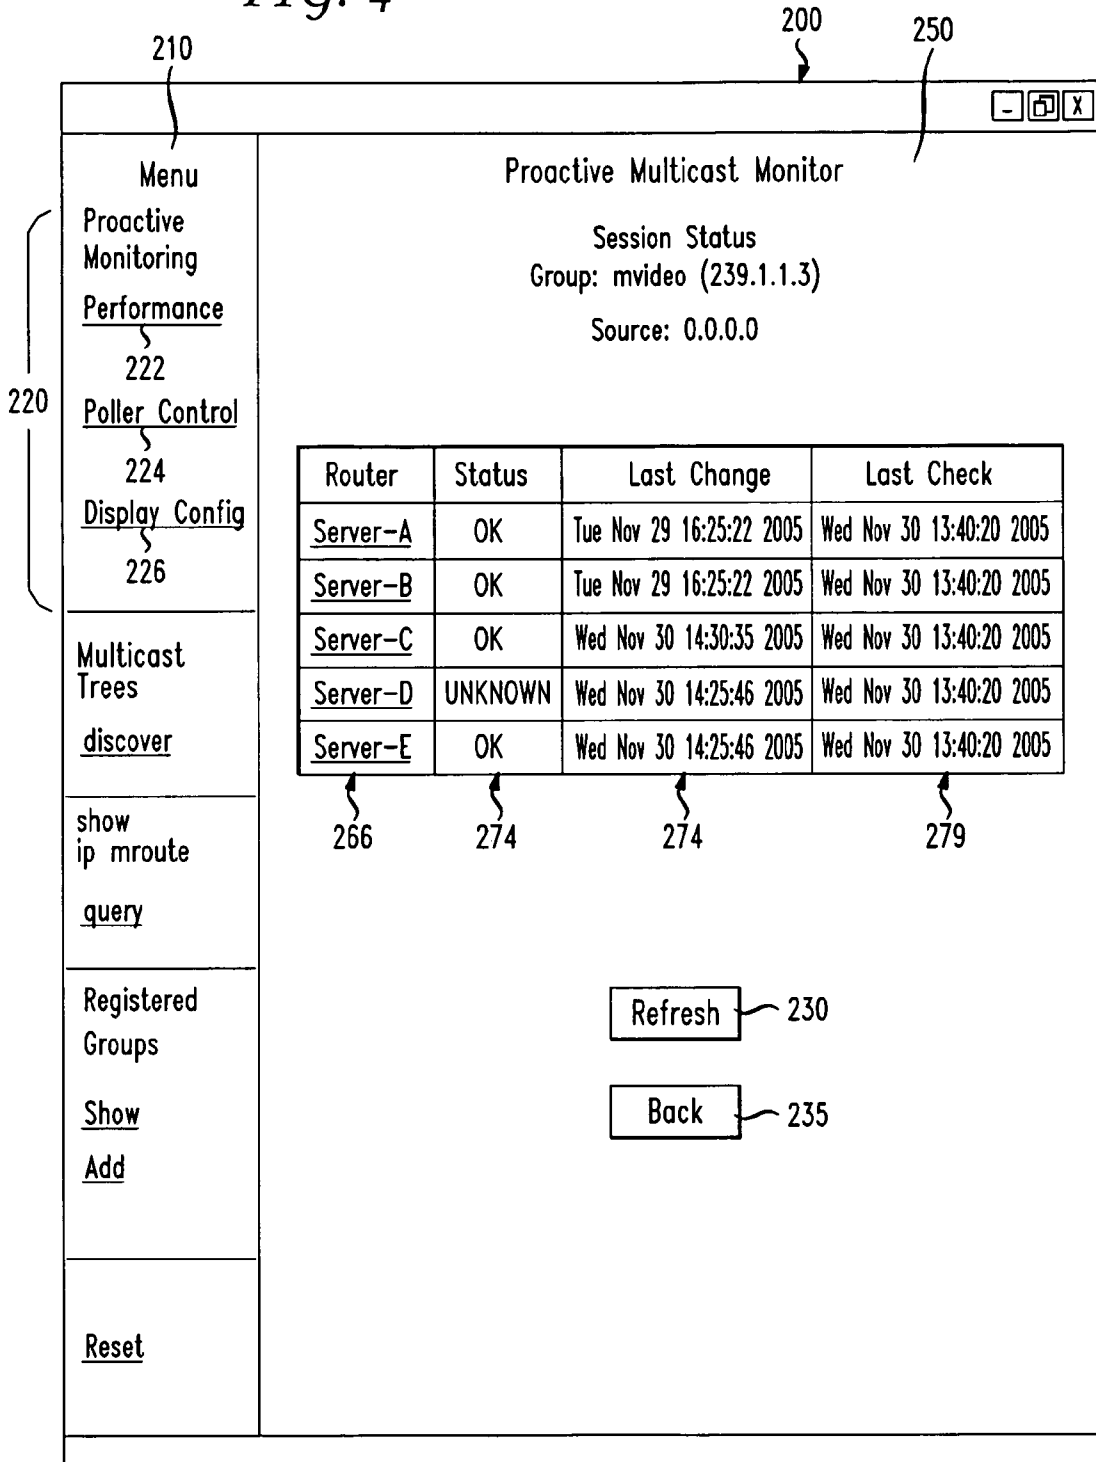 FIG. 4
200
250
210
Menu
Proactive
Monitoring
Performance
222
220
Poller Control
224
Display Config
226
Multicast
Trees
discover
show
ip mroute
query
Registered
Groups
Show
Add
Reset
- X
Proactive Multicast Monitor
Session Status
Group: mvideo (239.1.1.3)
Source: 0.0.0.0
Router Status Last Change Last Check
Server-A OK Tue Nov 29 16:25:22 2005 Wed Nov 30 13:40:20 2005
Server-B OK Tue Nov 29 16:25:22 2005 Wed Nov 30 13:40:20 2005
Server-C OK Wed Nov 30 14:30:35 2005 Wed Nov 30 13:40:20 2005
Server-D UNKNOWN Wed Nov 30 14:25:46 2005 Wed Nov 30 13:40:20 2005
Server-E OK Wed Nov 30 14:25:46 2005 Wed Nov 30 13:40:20 2005
266 274 274 279
Refresh 230
Back 235